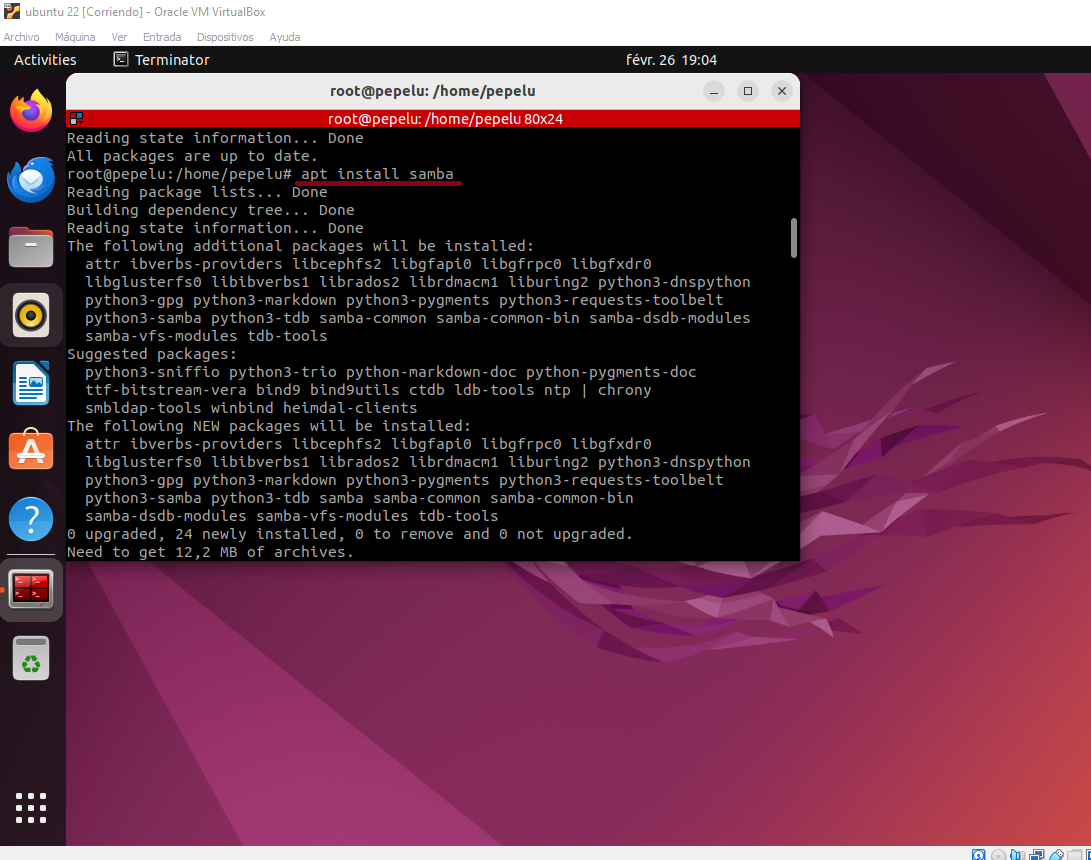 ubuntu 22 [Corriendo] - Oracle VM VirtualBox
Archivo Máquina Ver Entrada Dispositivos Ayuda
Activities Terminator févr. 26 19:04
root@pepelu: /home/pepelu
root@pepelu: /home/pepelu 80x24
Reading state information... Done
All packages are up to date.
root@pepelu:/home/pepelu# apt install samba
Reading package lists... Done
Building dependency tree... Done
Reading state information... Done
The following additional packages will be installed:
  attr ibverbs-providers libcephfs2 libgfapi0 libgfrpc0 libgfxdr0
  libglusterfs0 libibverbs1 librados2 librdmacm1 liburing2 python3-dnspython
  python3-gpg python3-markdown python3-pygments python3-requests-toolbelt
  python3-samba python3-tdb samba-common samba-common-bin samba-dsdb-modules
  samba-vfs-modules tdb-tools
Suggested packages:
  python3-sniffio python3-trio python-markdown-doc python-pygments-doc
  ttf-bitstream-vera bind9 bind9utils ctdb ldb-tools ntp | chrony
  smbldap-tools winbind heimdal-clients
The following NEW packages will be installed:
  attr ibverbs-providers libcephfs2 libgfapi0 libgfrpc0 libgfxdr0
  libglusterfs0 libibverbs1 librados2 librdmacm1 liburing2 python3-dnspython
  python3-gpg python3-markdown python3-pygments python3-requests-toolbelt
  python3-samba python3-tdb samba samba-common samba-common-bin
  samba-dsdb-modules samba-vfs-modules tdb-tools
0 upgraded, 24 newly installed, 0 to remove and 0 not upgraded.
Need to get 12,2 MB of archives.